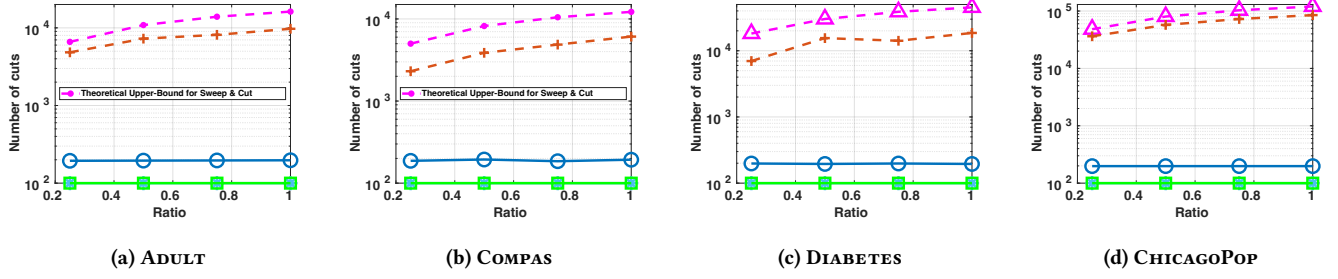 Number of cuts
10^4
10^3
10^2
Theoretical Upper-Bound for Sweep & Cut
0.2 0.4 0.6 0.8 1
Ratio
(a) ADULT
Number of cuts
10^4
10^3
10^2
Theoretical Upper-Bound for Sweep & Cut
0.2 0.4 0.6 0.8 1
Ratio
(b) COMPAS
Number of cuts
10^4
10^3
10^2
0.2 0.4 0.6 0.8 1
Ratio
(c) DIABETES
Number of cuts
10^5
10^4
10^3
10^2
0.2 0.4 0.6 0.8 1
Ratio
(d) CHICAGOPOP